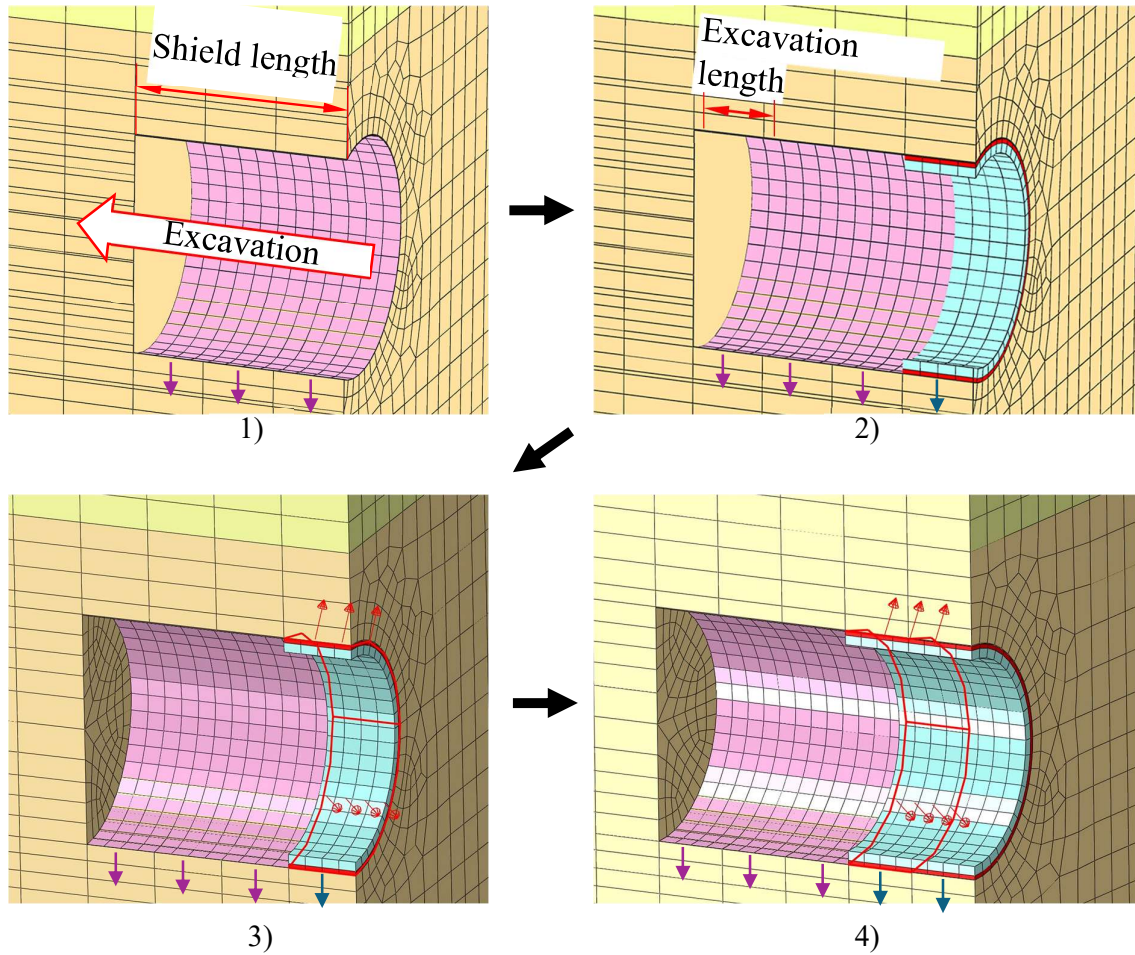 Shield length
Excavation
length
Excavation
1)
2)
3)
4)